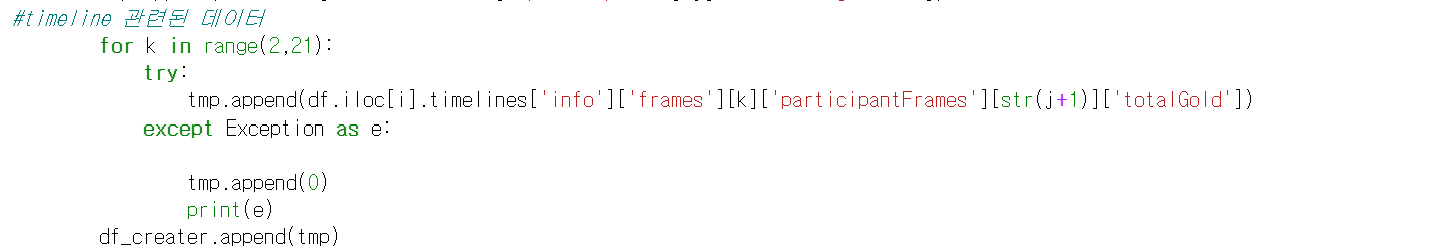 #timeline 관련된 데이터
for k in range(2,21):
try:
tmp.append(df.iloc[i].timelines['info']['frames'][k]['participantFrames'][str(j+1)]['totalGold'])
except Exception as e:
tmp.append(0)
print(e)
df_creater.append(tmp)